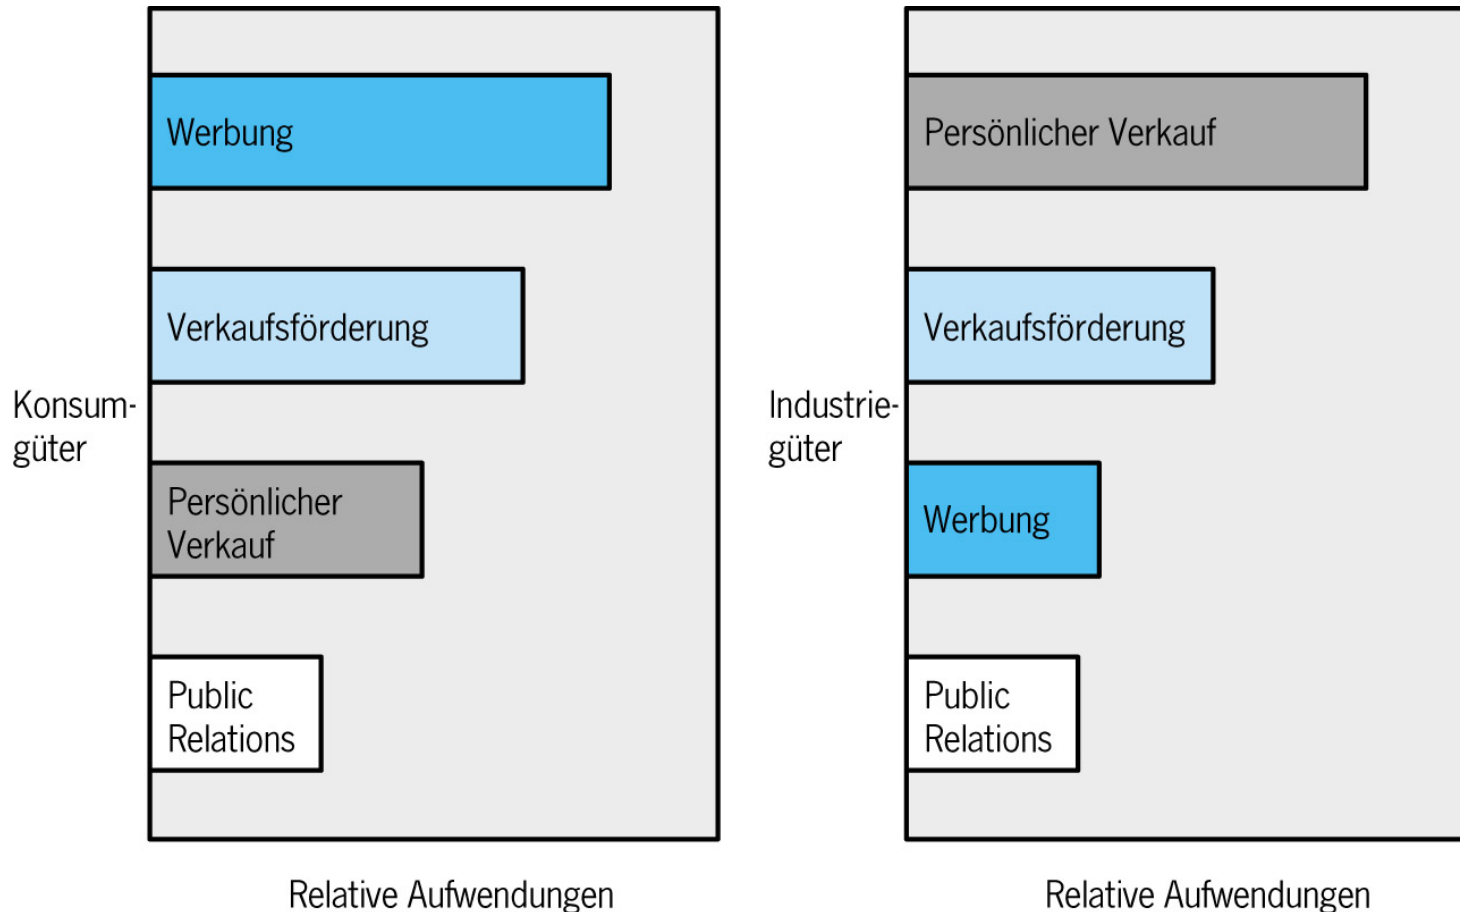 Werbung
Verkaufsförderung
Konsum-
güter
Persönlicher
Verkauf
Public
Relations
Relative Aufwendungen
Persönlicher Verkauf
Verkaufsförderung
Industrie-
güter
Werbung
Public
Relations
Relative Aufwendungen